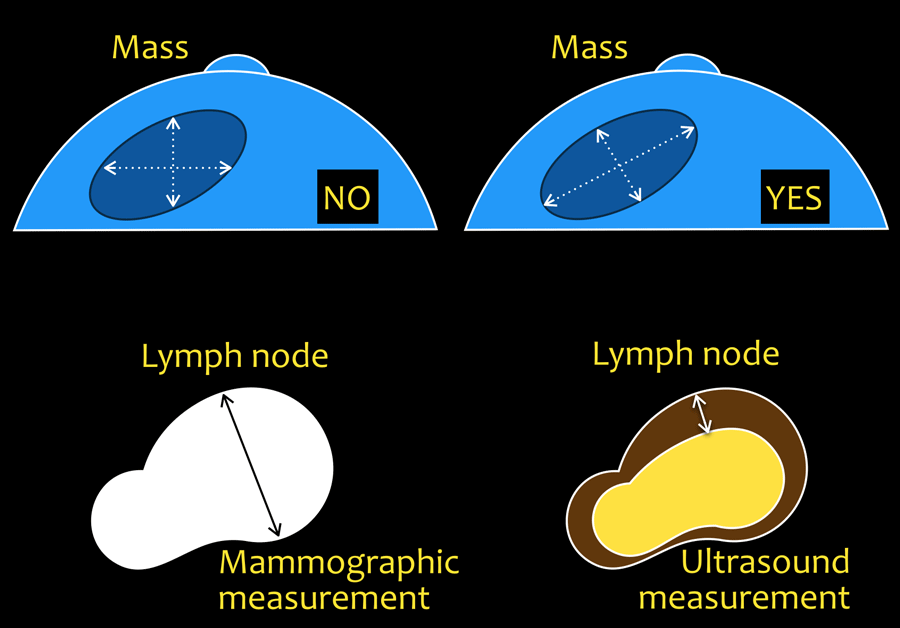 Mass
NO
Mass
YES
Lymph node
Mammographic
measurement
Lymph node
Ultrasound
measurement